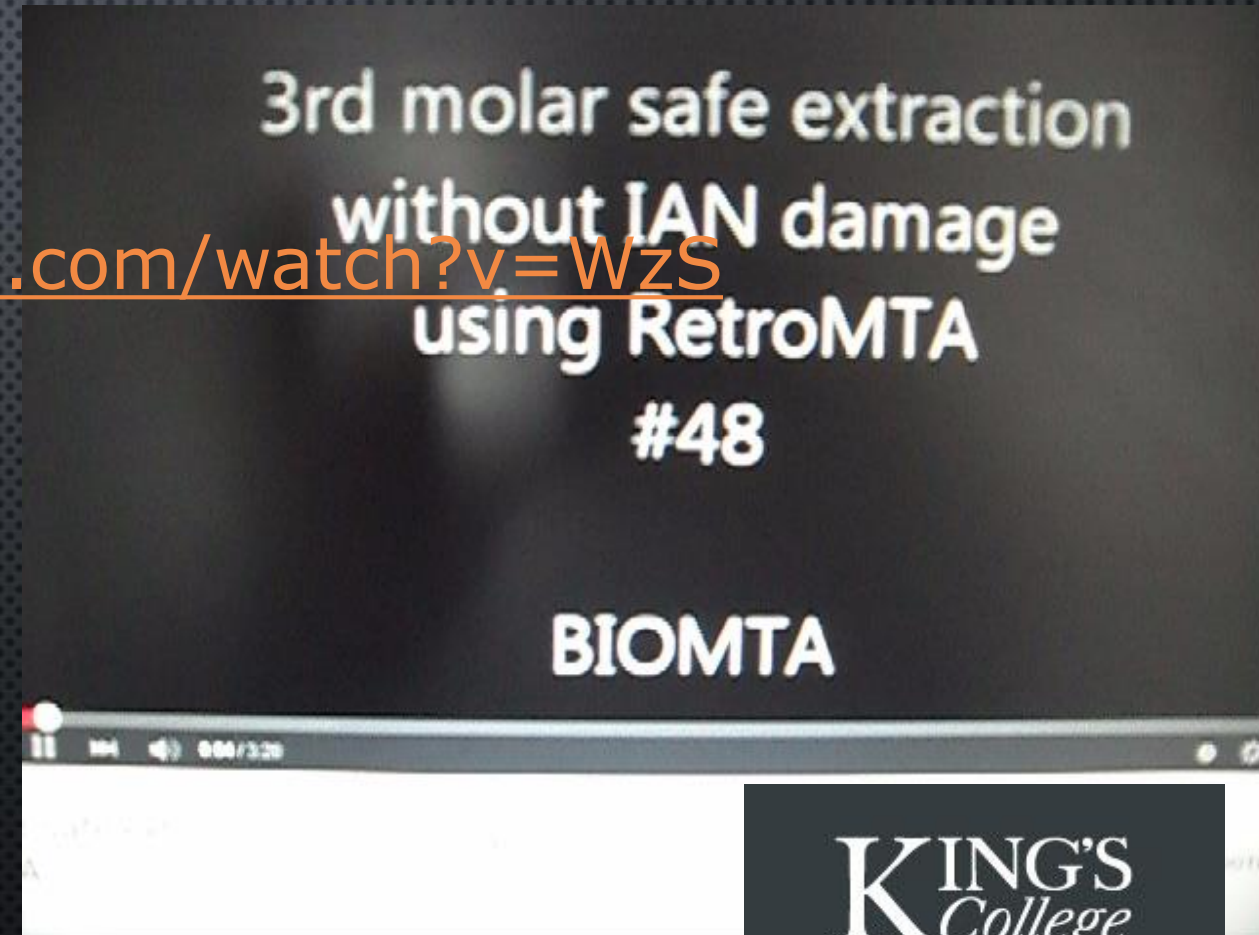 3rd molar safe extraction
without IAN damage
.com/watch?v=WzS
using RetroMTA
#48
BIOMTA
KING'S
College